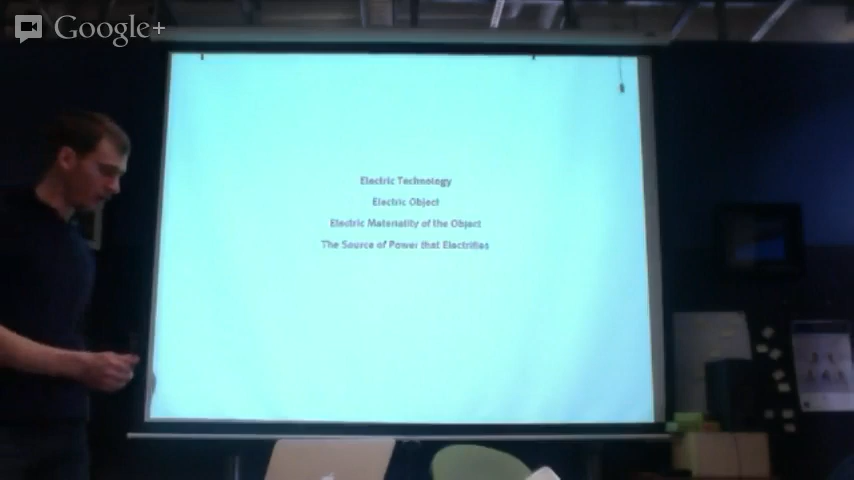 Google+
Electric Technology
Electric Object
Electric Materiality of the Object
The Source of Power that Electrifies